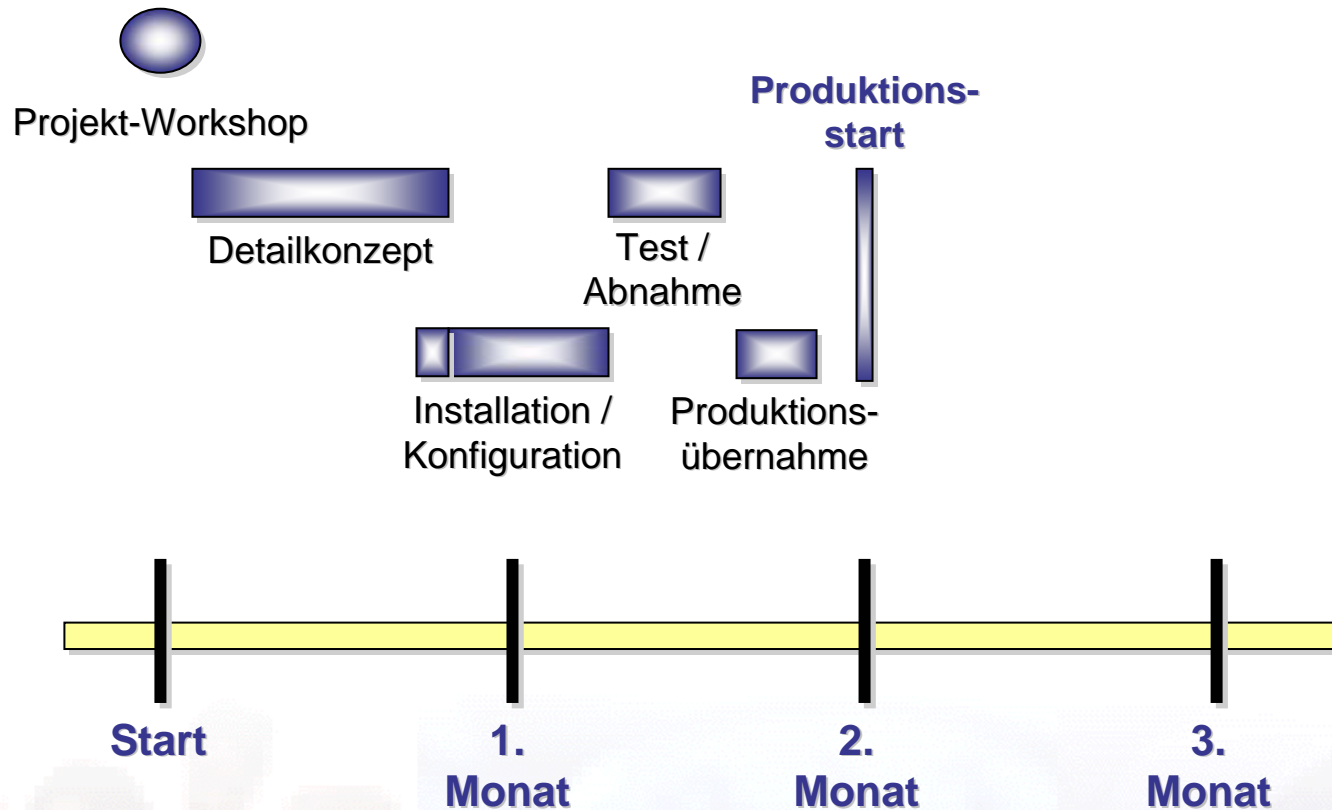 Projekt-Workshop
Produktions-
start
Detailkonzept
Test /
Abnahme
Installation /
Konfiguration
Produktions-
übernahme
Start
1.
Monat
2.
Monat
3.
Monat